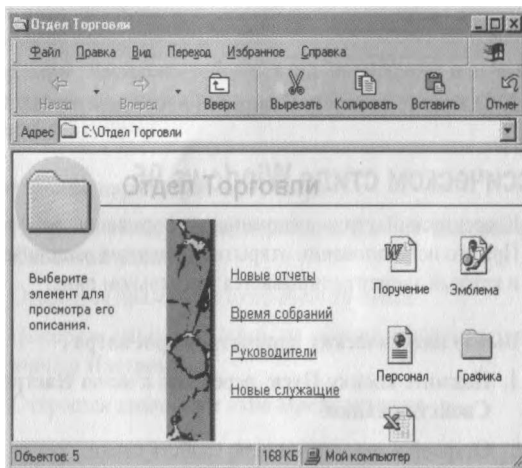 Отдел Торговли
Файл Правка Вид Переход Избранное Справка
Назад Вперед Вверх Вырезать Копировать Вставить Отмен
Адрес C:\Отдел Торговли
Отдел Торговли
Выберите
элемент для
просмотра его
описания.
Новые отчеты
Время собраний
Руководители
Новые служащие
Поручение Эмблема
Персонал Графика
Объектов: 5 168 КБ Мой компьютер